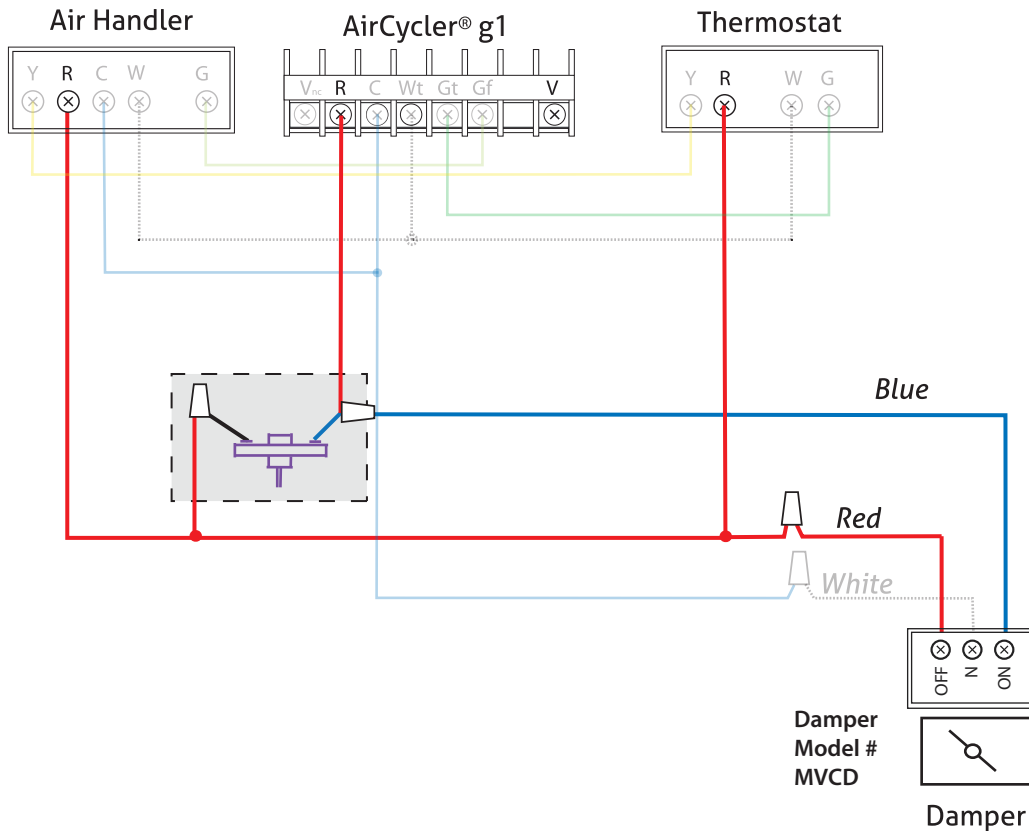 Air Handler
AirCycler® g1
Thermostat
Y R C W G
Vnc R C Wt Gt Gf V
Y R W G
Blue
Red
White
OFF N ON
Damper
Model #
MVCD
Damper